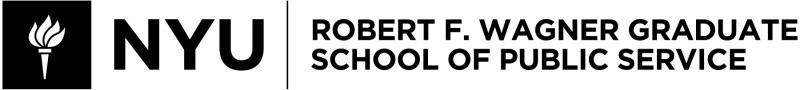 NYU
ROBERT F. WAGNER GRADUATE
SCHOOL OF PUBLIC SERVICE